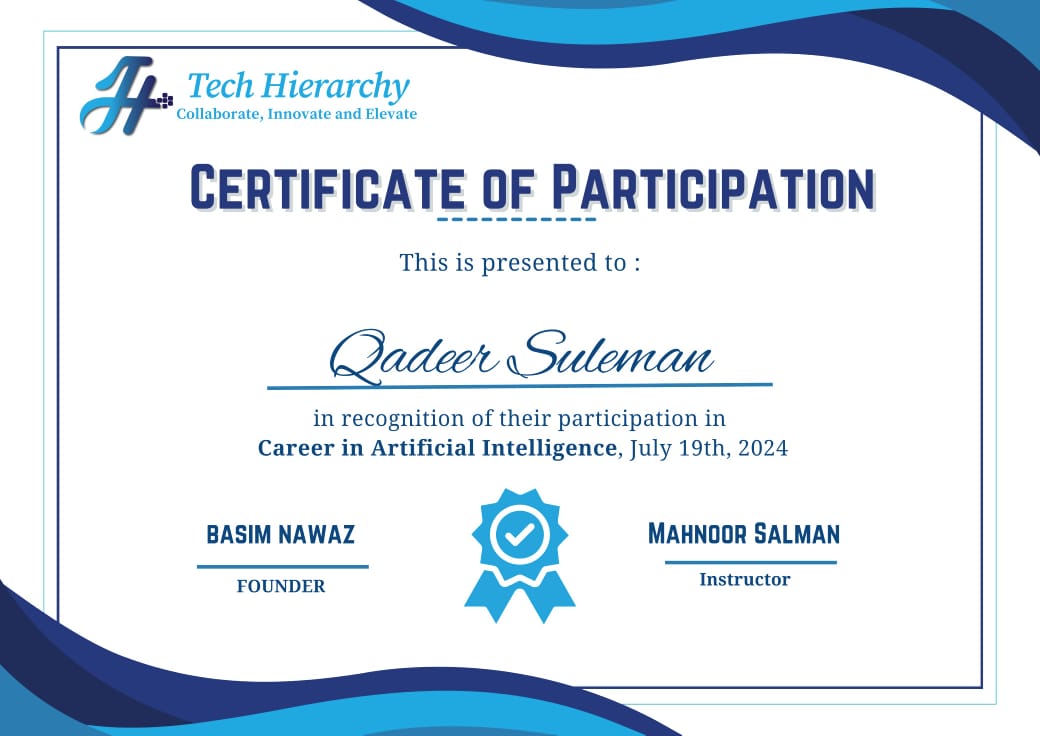 TH
Tech Hierarchy
Collaborate, Innovate and Elevate
CERTIFICATE OF PARTICIPATION
This is presented to :
Qadeer Suleman
in recognition of their participation in
Career in Artificial Intelligence, July 19th, 2024
BASIM NAWAZ
FOUNDER
MAHNOOR SALMAN
Instructor